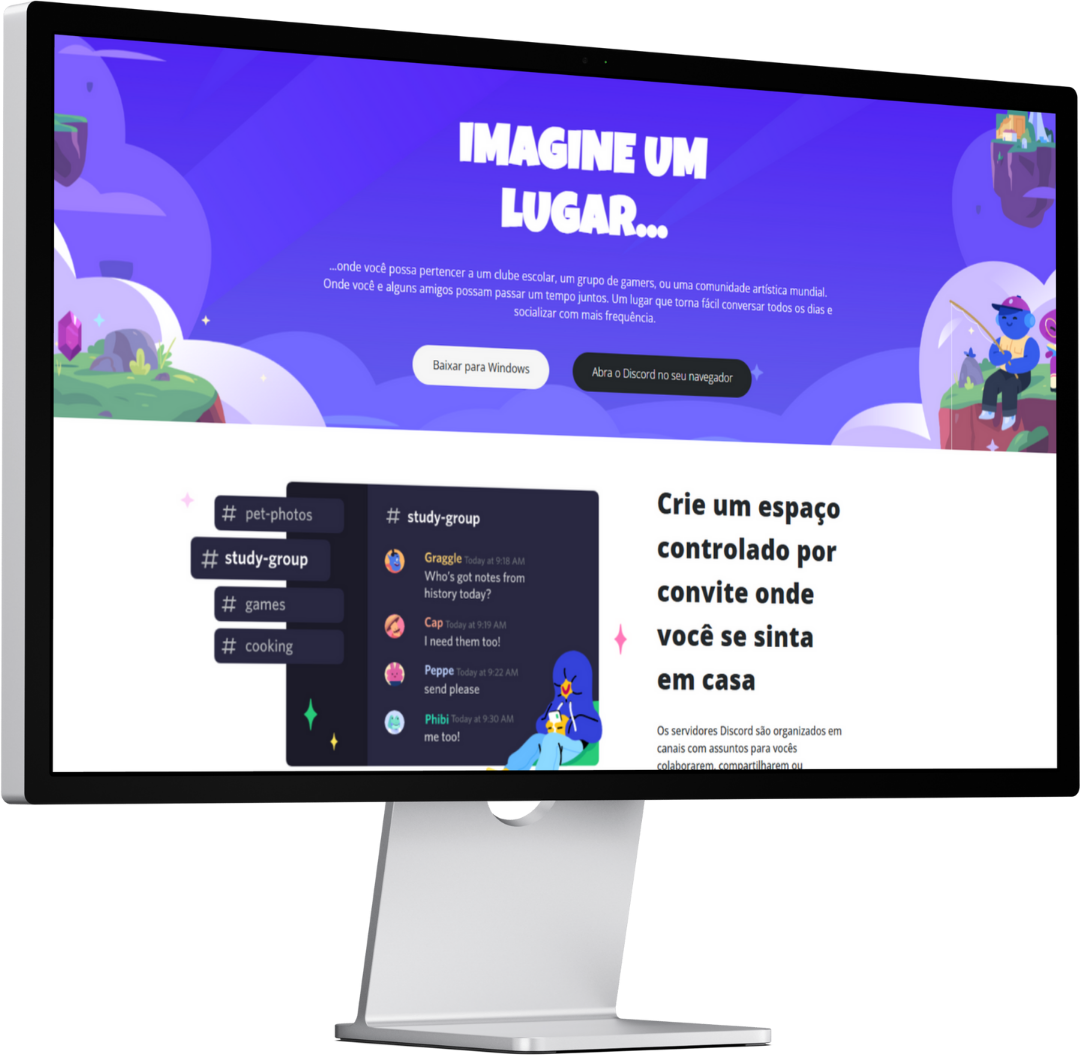 IMAGINE UM
LUGAR...
...onde você possa pertencer a um clube escolar, um grupo de gamers, ou uma comunidade artística mundial.
Onde você e alguns amigos possam passar um tempo juntos. Um lugar que torna fácil conversar todos os dias e
socializar com mais frequência.
Baixar para Windows
Abra o Discord no seu navegador
# pet-photos
# study-group
# games
# cooking
# study-group
Graggle Today at 9:18 AM
Who's got notes from
history today?
Cap Today at 9:19 AM
I need them too!
Peppe Today at 9:22 AM
send please
Phibi Today at 9:30 AM
me too!
Crie um espaço
controlado por
convite onde
você se sinta
em casa
Os servidores Discord são organizados em
canais com assuntos para vocês
colaborarem, compartilharem ou